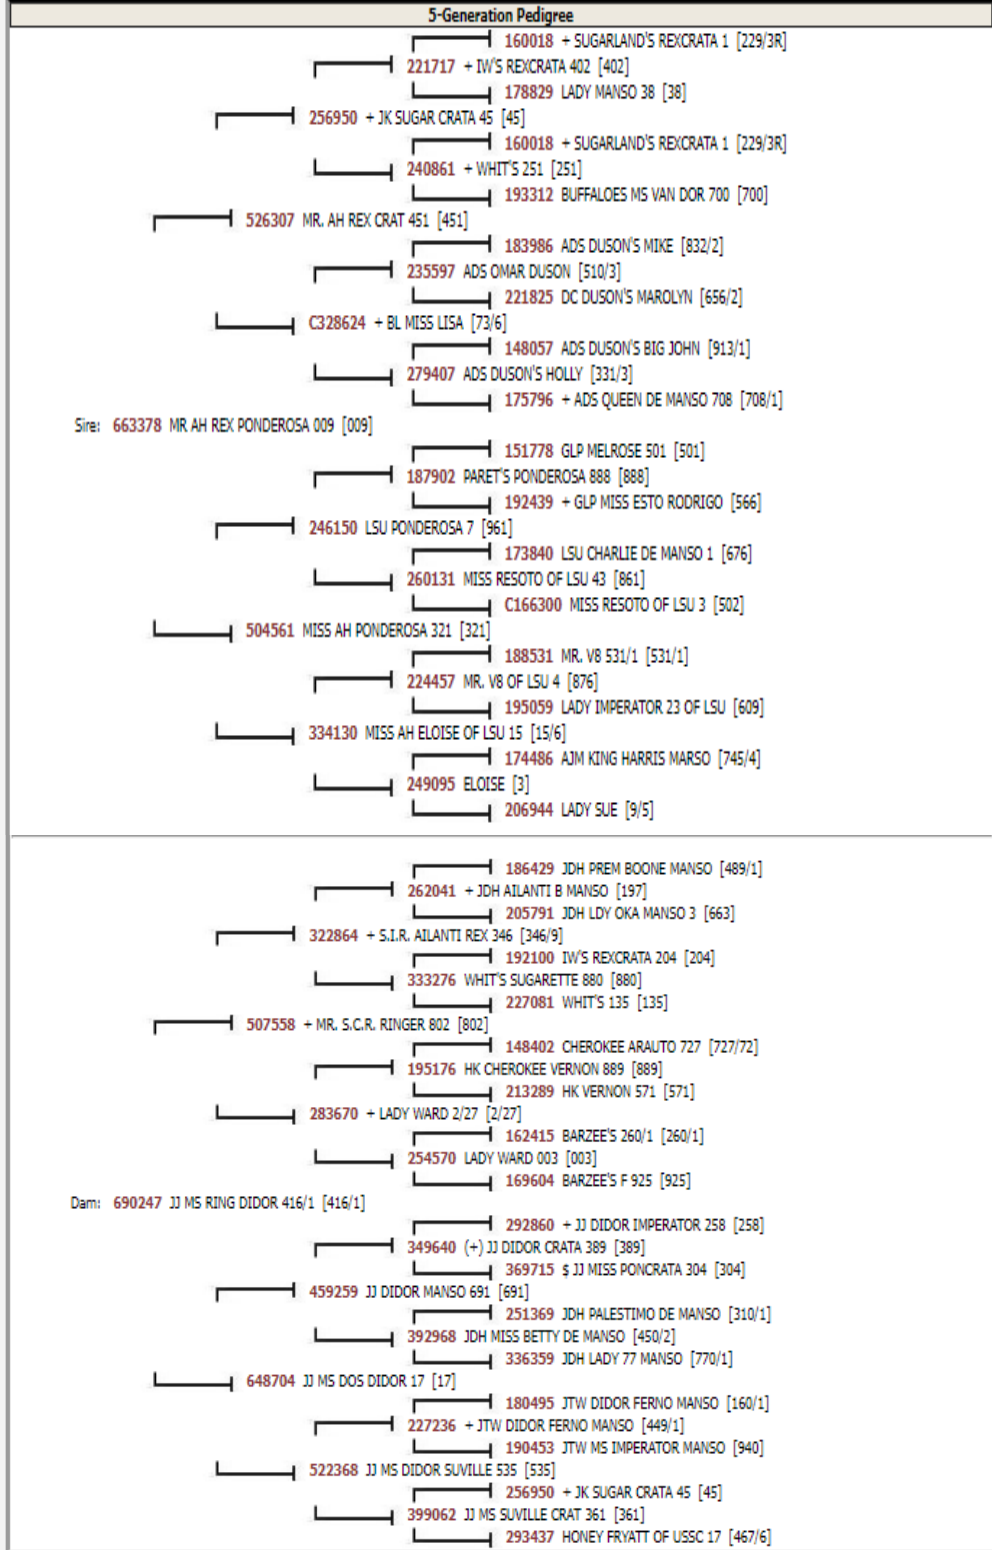 5-Generation Pedigree
160018 + SUGARLAND'S REXCRATA 1 [229/3R]
221717 + IW'S REXCRATA 402 [402]
178829 LADY MANSO 38 [38]
256950 + JK SUGAR CRATA 45 [45]
160018 + SUGARLAND'S REXCRATA 1 [229/3R]
240861 + WHIT'S 251 [251]
193312 BUFFALOES MS VAN DOR 700 [700]
526307 MR. AH REX CRAT 451 [451]
183986 ADS DUSON'S MIKE [832/2]
235597 ADS OMAR DUSON [510/3]
221825 DC DUSON'S MAROLYN [656/2]
C328624 + BL MISS LISA [73/6]
148057 ADS DUSON'S BIG JOHN [913/1]
279407 ADS DUSON'S HOLLY [331/3]
175796 + ADS QUEEN DE MANSO 708 [708/1]
Sire: 663378 MR AH REX PONDEROSA 009 [009]
151778 GLP MELROSE 501 [501]
187902 PARET'S PONDEROSA 888 [888]
192439 + GLP MISS ESTO RODRIGO [566]
246150 LSU PONDEROSA 7 [961]
173840 LSU CHARLIE DE MANSO 1 [676]
260131 MISS RESOTO OF LSU 43 [861]
C166300 MISS RESOTO OF LSU 3 [502]
504561 MISS AH PONDEROSA 321 [321]
188531 MR. V8 531/1 [531/1]
224457 MR. V8 OF LSU 4 [876]
195059 LADY IMPERATOR 23 OF LSU [609]
334130 MISS AH ELOISE OF LSU 15 [15/6]
174486 AJM KING HARRIS MARSO [745/4]
249095 ELOISE [3]
206944 LADY SUE [9/5]
186429 JDH PREM BOONE MANSO [489/1]
262041 + JDH AILANTI B MANSO [197]
205791 JDH LDY OKA MANSO 3 [663]
322864 + S.I.R. AILANTI REX 346 [346/9]
192100 IW'S REXCRATA 204 [204]
333276 WHIT'S SUGARETTE 880 [880]
227081 WHIT'S 135 [135]
507558 + MR. S.C.R. RINGER 802 [802]
148402 CHEROKEE ARAUTO 727 [727/72]
195176 HK CHEROKEE VERNON 889 [889]
213289 HK VERNON 571 [571]
283670 + LADY WARD 2/27 [2/27]
162415 BARZEE'S 260/1 [260/1]
254570 LADY WARD 003 [003]
169604 BARZEE'S F 925 [925]
Dam: 690247 JJ MS RING DIDOR 416/1 [416/1]
292860 + JJ DIDOR IMPERATOR 258 [258]
349640 (+) JJ DIDOR CRATA 389 [389]
369715 $ JJ MISS PONCRATA 304 [304]
459259 JJ DIDOR MANSO 691 [691]
251369 JDH PALESTIMO DE MANSO [310/1]
392968 JDH MISS BETTY DE MANSO [450/2]
336359 JDH LADY 77 MANSO [770/1]
648704 JJ MS DOS DIDOR 17 [17]
180495 JTW DIDOR FERNO MANSO [160/1]
227236 + JTW DIDOR FERNO MANSO [449/1]
190453 JTW MS IMPERATOR MANSO [940]
522368 JJ MS DIDOR SUVILLE 535 [535]
256950 + JK SUGAR CRATA 45 [45]
399062 JJ MS SUVILLE CRAT 361 [361]
293437 HONEY FRYATT OF USSC 17 [467/6]